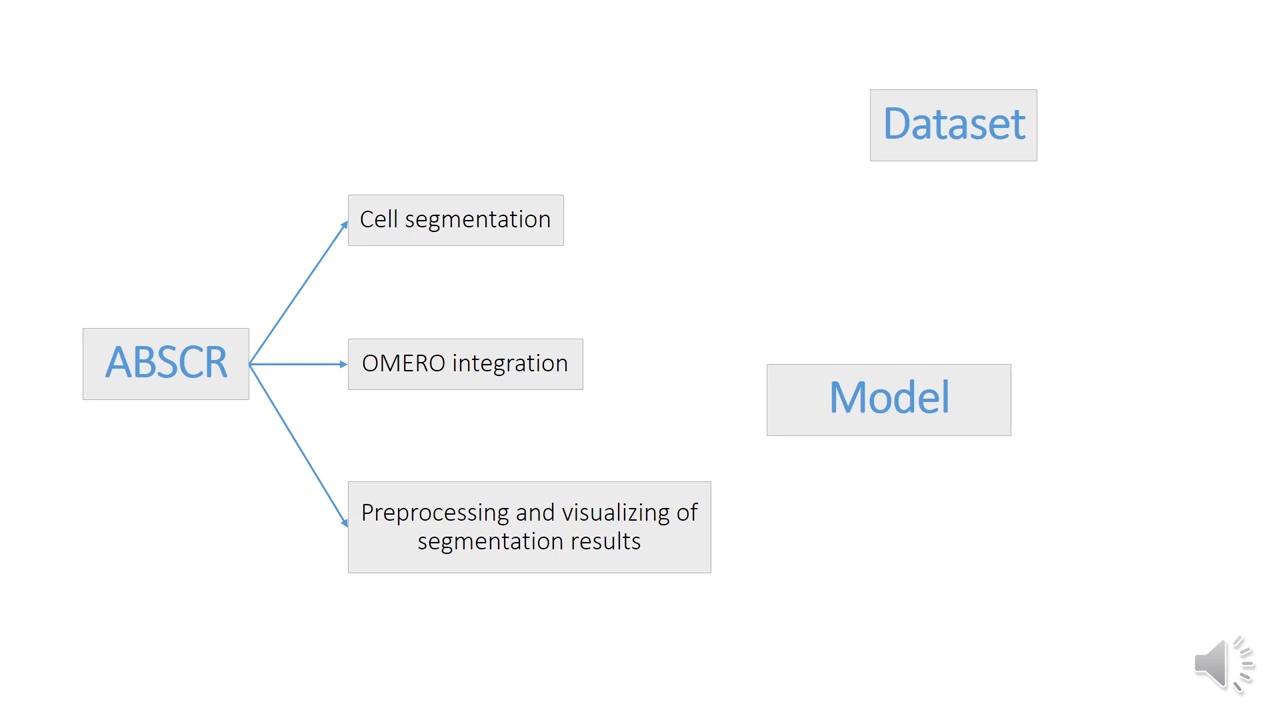 Dataset
Cell segmentation
ABSCR
OMERO integration
Model
Preprocessing and visualizing of
segmentation results